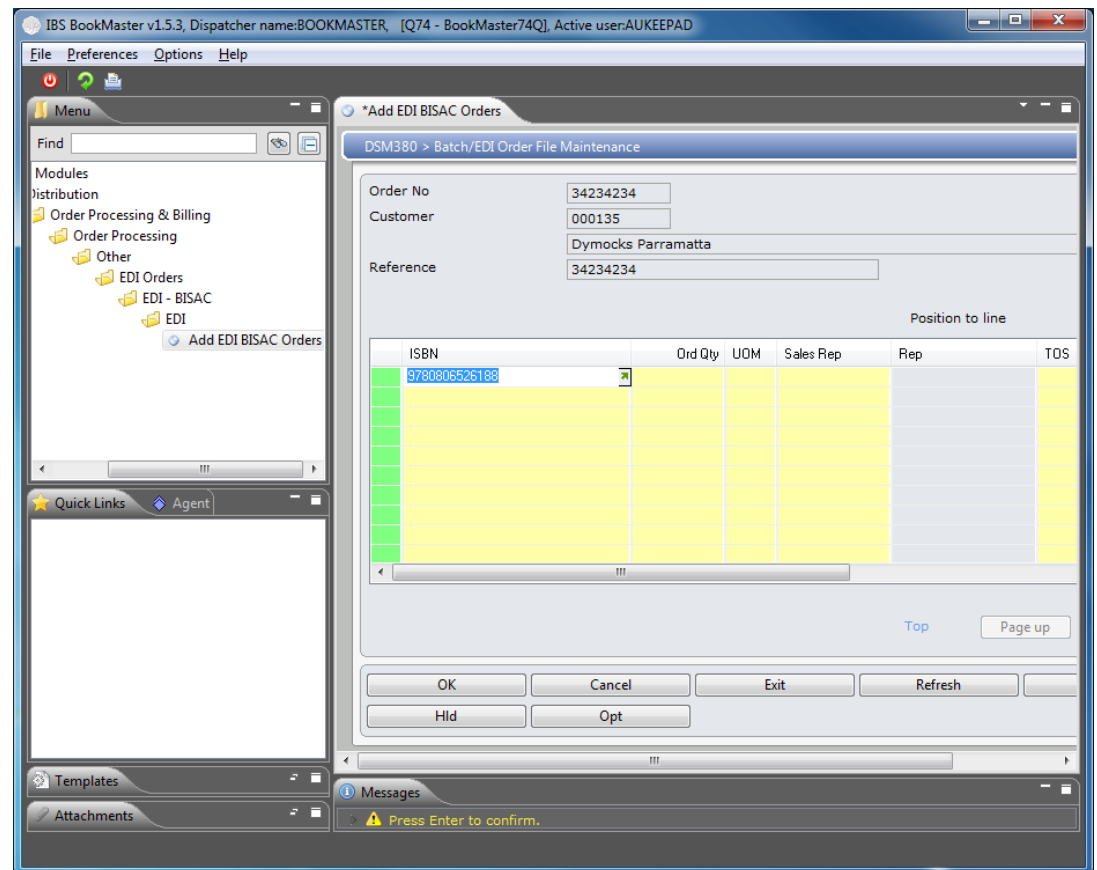 IBS BookMaster v1.5.3, Dispatcher name:BOOKMASTER, [Q74 - BookMaster74Q], Active user:AUKEEPAD
File Preferences Options Help
Menu
Find
Modules
Distribution
Order Processing & Billing
Order Processing
Other
EDI Orders
EDI - BISAC
EDI
Add EDI BISAC Orders
Quick Links Agent
Templates
Attachments
*Add EDI BISAC Orders
DSM380 > Batch/EDI Order File Maintenance
Order No 34234234
Customer 000135
Dymocks Parramatta
Reference 34234234
Position to line
ISBN Ord Qty UOM Sales Rep Rep TOS
9780806526188
Top Page up
OK Cancel Exit Refresh
Hld Opt
Messages
Press Enter to confirm.